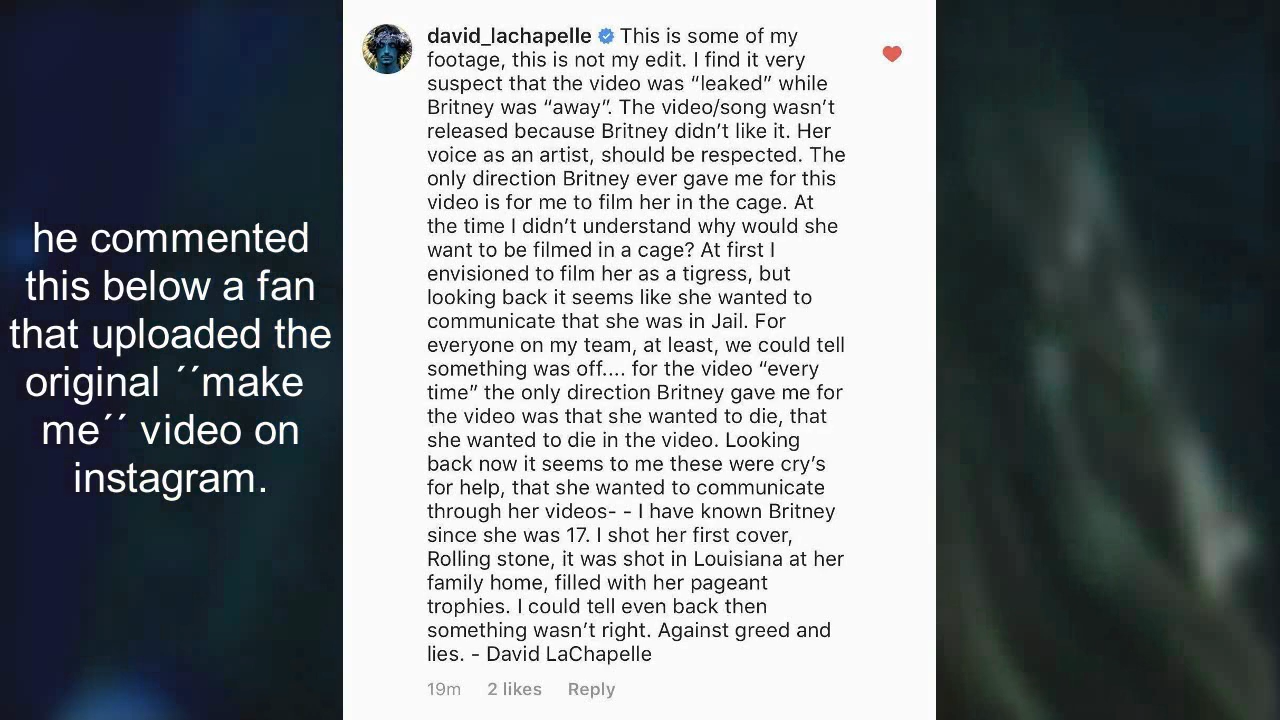 he commented
this below a fan
that uploaded the
original ´´make
me´´ video on
instagram.
david_lachapelle This is some of my
footage, this is not my edit. I find it very
suspect that the video was “leaked” while
Britney was “away”. The video/song wasn’t
released because Britney didn’t like it. Her
voice as an artist, should be respected. The
only direction Britney ever gave me for this
video is for me to film her in the cage. At
the time I didn’t understand why would she
want to be filmed in a cage? At first I
envisioned to film her as a tigress, but
looking back it seems like she wanted to
communicate that she was in Jail. For
everyone on my team, at least, we could tell
something was off.... for the video “every
time” the only direction Britney gave me for
the video was that she wanted to die, that
she wanted to die in the video. Looking
back now it seems to me these were cry’s
for help, that she wanted to communicate
through her videos- - I have known Britney
since she was 17. I shot her first cover,
Rolling stone, it was shot in Louisiana at her
family home, filled with her pageant
trophies. I could tell even back then
something wasn’t right. Against greed and
lies. - David LaChapelle
19m 2 likes Reply